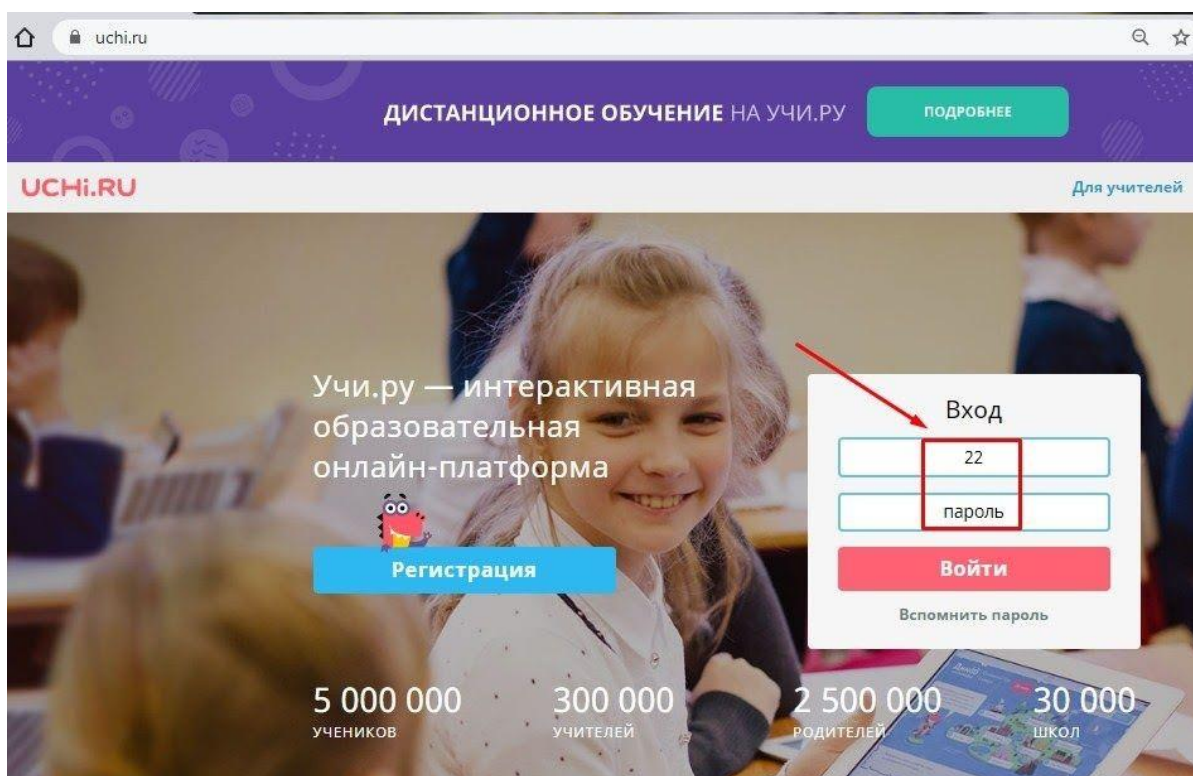 uchi.ru
ДИСТАНЦИОННОЕ ОБУЧЕНИЕ НА УЧИ.РУ
ПОДРОБНЕЕ
UCHi.RU
Для учителей
Учи.ру — интерактивная
образовательная
онлайн-платформа
Регистрация
Вход
22
пароль
Войти
Вспомнить пароль
5 000 000
УЧЕНИКОВ
300 000
УЧИТЕЛЕЙ
2 500 000
РОДИТЕЛЕЙ
30 000
ШКОЛ